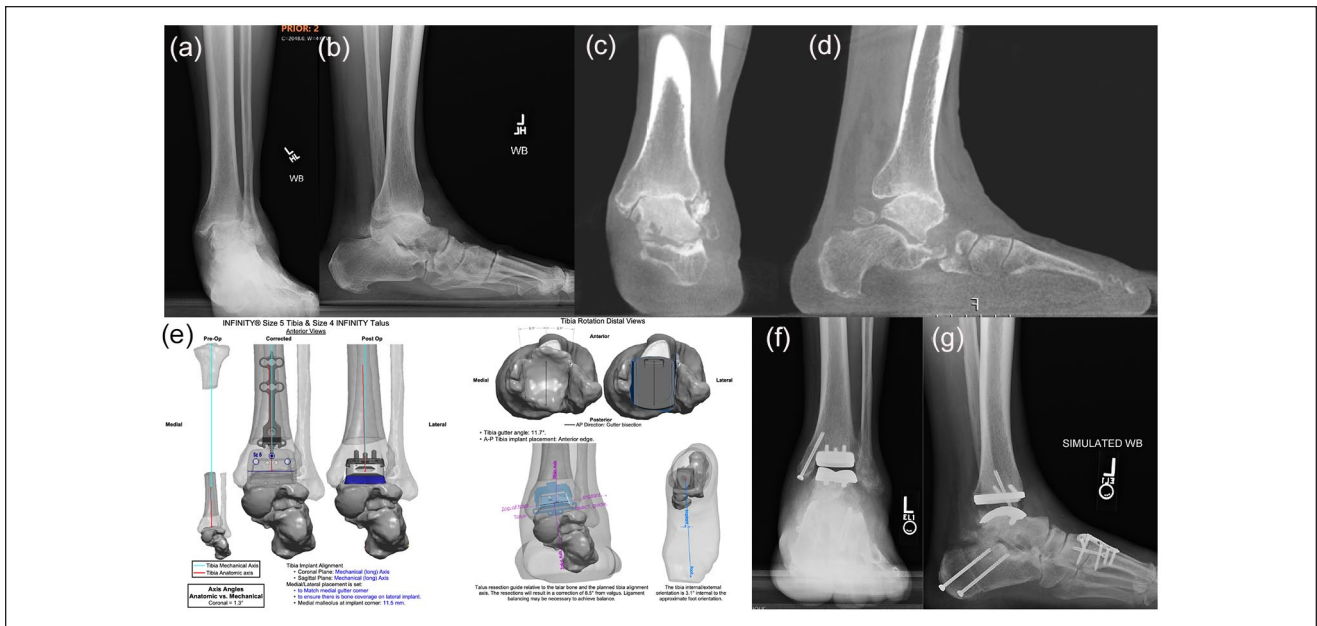 PRIOR: 2
(a)
(b)
(c)
(d)
WB
L
JH
WB
(e)
INFINITY® Size 5 Tibia & Size 4 INFINITY Talus
Anterior Views
Pre-Op
Corrected
Post Op
Medial
Lateral
Tibia Mechanical Axis
Tibia Anatomic axis
Axis Angles
Anatomic vs. Mechanical
Coronal = 1.3°
Tibia Implant Alignment
• Coronal Plane: Mechanical (long) Axis
• Sagittal Plane: Mechanical (long) Axis
Medial/Lateral placement is set:
• to Match medial gutter corner
• to ensure there is bone coverage on lateral implant.
• Medial malleolus at implant corner: 11.5 mm.
Tibia Rotation Distal Views
Anterior
Medial
Lateral
Posterior
AP Direction: Gutter bisection
• Tibia gutter angle: 11.7°.
• A-P Tibia implant placement: Anterior edge.
Talus resection guide relative to the talar bone and the planned tibia alignment
axis. The resections will result in a correction of 8.5° from valgus. Ligament
balancing may be necessary to achieve balance.
The tibia internal/external
orientation is 3.1° internal to the
approximate foot orientation.
(f)
L
EL1
(g)
SIMULATED WB
L